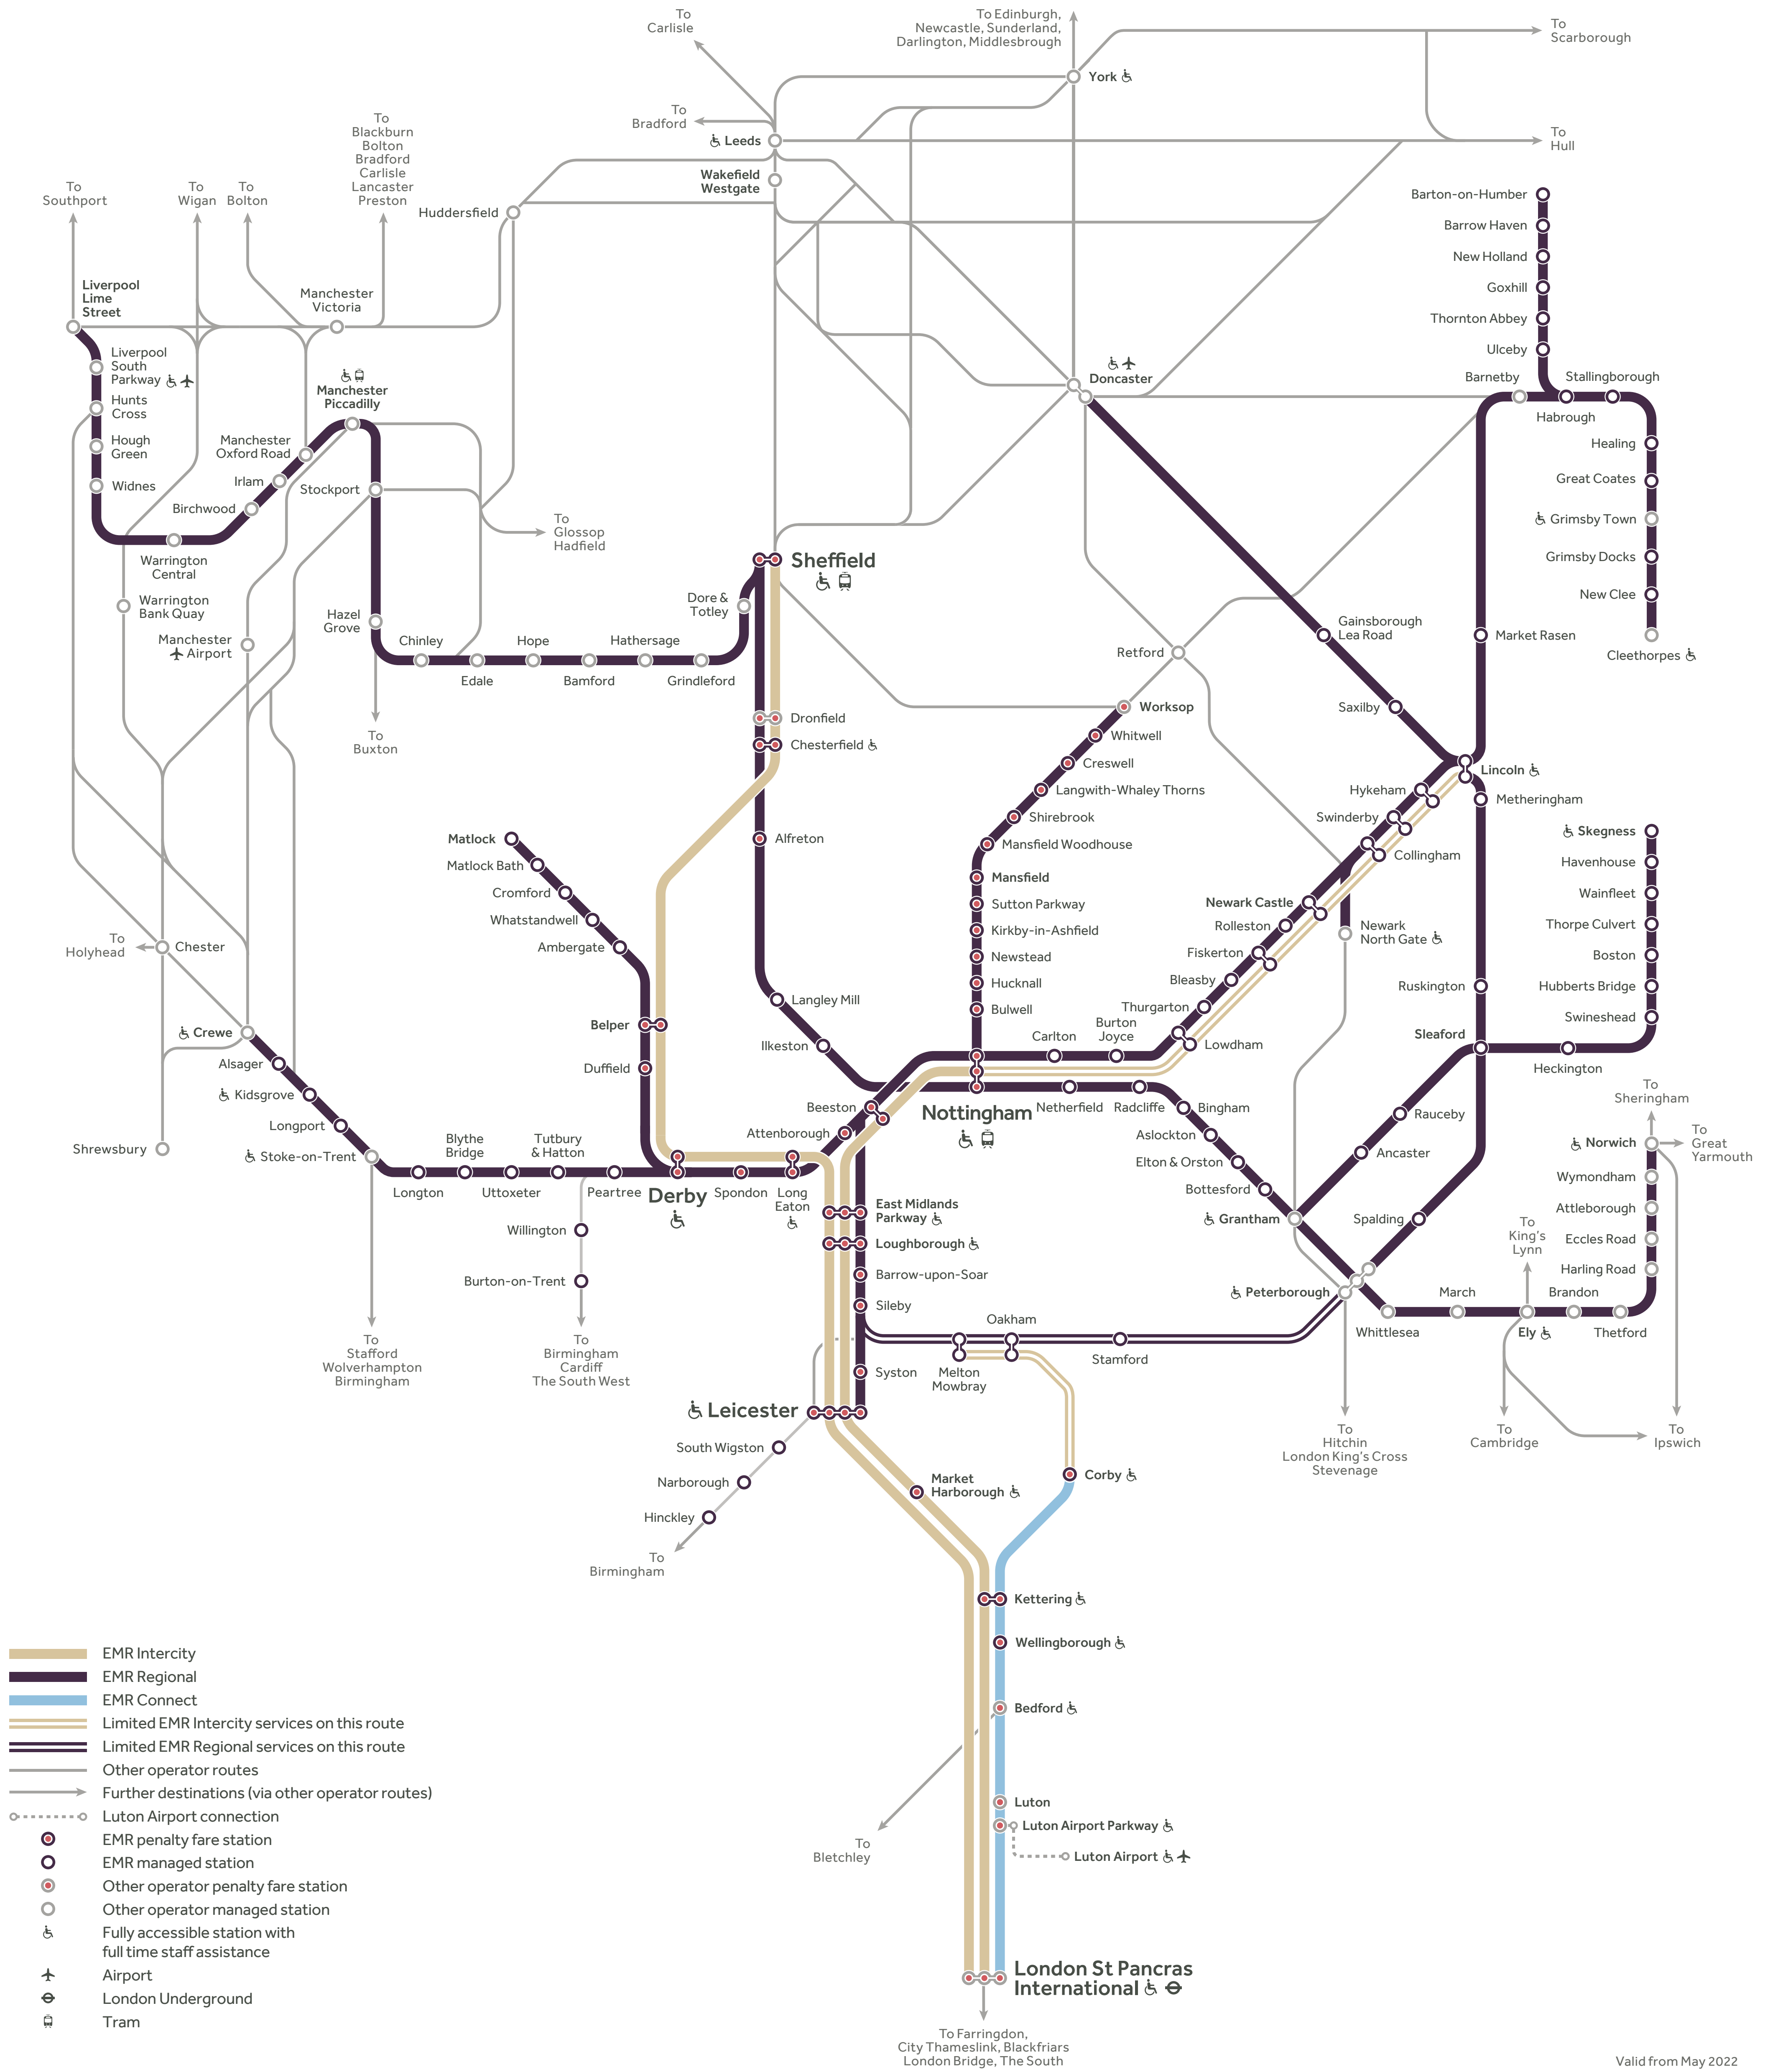 To
Carlisle
To Edinburgh,
Newcastle, Sunderland,
Darlington, Middlesbrough
To
Scarborough
York
To
Bradford
Leeds
To
Hull
Wakefield
Westgate
To
Blackburn
Bolton
Bradford
Carlisle
Lancaster
Preston
To
Southport
To
Wigan
To
Bolton
Huddersfield
Barton-on-Humber
Barrow Haven
New Holland
Goxhill
Thornton Abbey
Ulceby
Liverpool
Lime
Street
Manchester
Victoria
Liverpool
South
Parkway
Hunts
Cross
Hough
Green
Widnes
Manchester
Piccadilly
Manchester
Oxford Road
Irlam
Birchwood
Stockport
Warrington
Central
Warrington
Bank Quay
Manchester
Airport
Hazel
Grove
To
Glossop
Hadfield
Doncaster
Barnetby
Stallingborough
Habrough
Healing
Great Coates
Grimsby Town
Grimsby Docks
New Clee
Cleethorpes
Sheffield
Dore &
Totley
Chinley
Edale
Hope
Bamford
Hathersage
Grindleford
To
Buxton
Dronfield
Chesterfield
Gainsborough
Lea Road
Market Rasen
Retford
Worksop
Saxilby
Whitwell
Creswell
Langwith-Whaley Thorns
Shirebrook
Mansfield Woodhouse
Mansfield
Sutton Parkway
Kirkby-in-Ashfield
Newstead
Hucknall
Bulwell
Lincoln
Hykeham
Swinderby
Collingham
Metheringham
Newark Castle
Rolleston
Fiskerton
Bleasby
Thurgarton
Lowdham
Burton
Joyce
Carlton
Newark
North Gate
Skegness
Havenhouse
Wainfleet
Thorpe Culvert
Boston
Hubberts Bridge
Swineshead
Heckington
Ruskington
Sleaford
Rauceby
Ancaster
Spalding
Matlock
Matlock Bath
Cromford
Whatstandwell
Ambergate
Alfreton
Langley Mill
Ilkeston
Belper
Duffield
To
Holyhead
Chester
Crewe
Alsager
Kidsgrove
Longport
Stoke-on-Trent
Shrewsbury
Longton
Blythe
Bridge
Uttoxeter
Tutbury
& Hatton
Peartree
Derby
Spondon
Long
Eaton
Attenborough
Beeston
Nottingham
Netherfield
Radcliffe
Bingham
Aslockton
Elton & Orston
Bottesford
Grantham
Peterborough
Whittlesea
March
Ely
Brandon
Thetford
Harling Road
Eccles Road
Attleborough
Wymondham
Norwich
To
Sheringham
To
Great
Yarmouth
To
King's
Lynn
Willington
Burton-on-Trent
To
Stafford
Wolverhampton
Birmingham
To
Birmingham
Cardiff
The South West
East Midlands
Parkway
Loughborough
Barrow-upon-Soar
Sileby
Syston
Leicester
Melton
Mowbray
Oakham
Stamford
To
Hitchin
London King's Cross
Stevenage
To
Cambridge
To
Ipswich
South Wigston
Narborough
Hinckley
To
Birmingham
Market
Harborough
Corby
Kettering
Wellingborough
Bedford
To
Bletchley
Luton
Luton Airport Parkway
Luton Airport
London St Pancras
International
To Farringdon,
City Thameslink, Blackfriars
London Bridge, The South
EMR Intercity
EMR Regional
EMR Connect
Limited EMR Intercity services on this route
Limited EMR Regional services on this route
Other operator routes
Further destinations (via other operator routes)
Luton Airport connection
EMR penalty fare station
EMR managed station
Other operator penalty fare station
Other operator managed station
Fully accessible station with
full time staff assistance
Airport
London Underground
Tram
Valid from May 2022